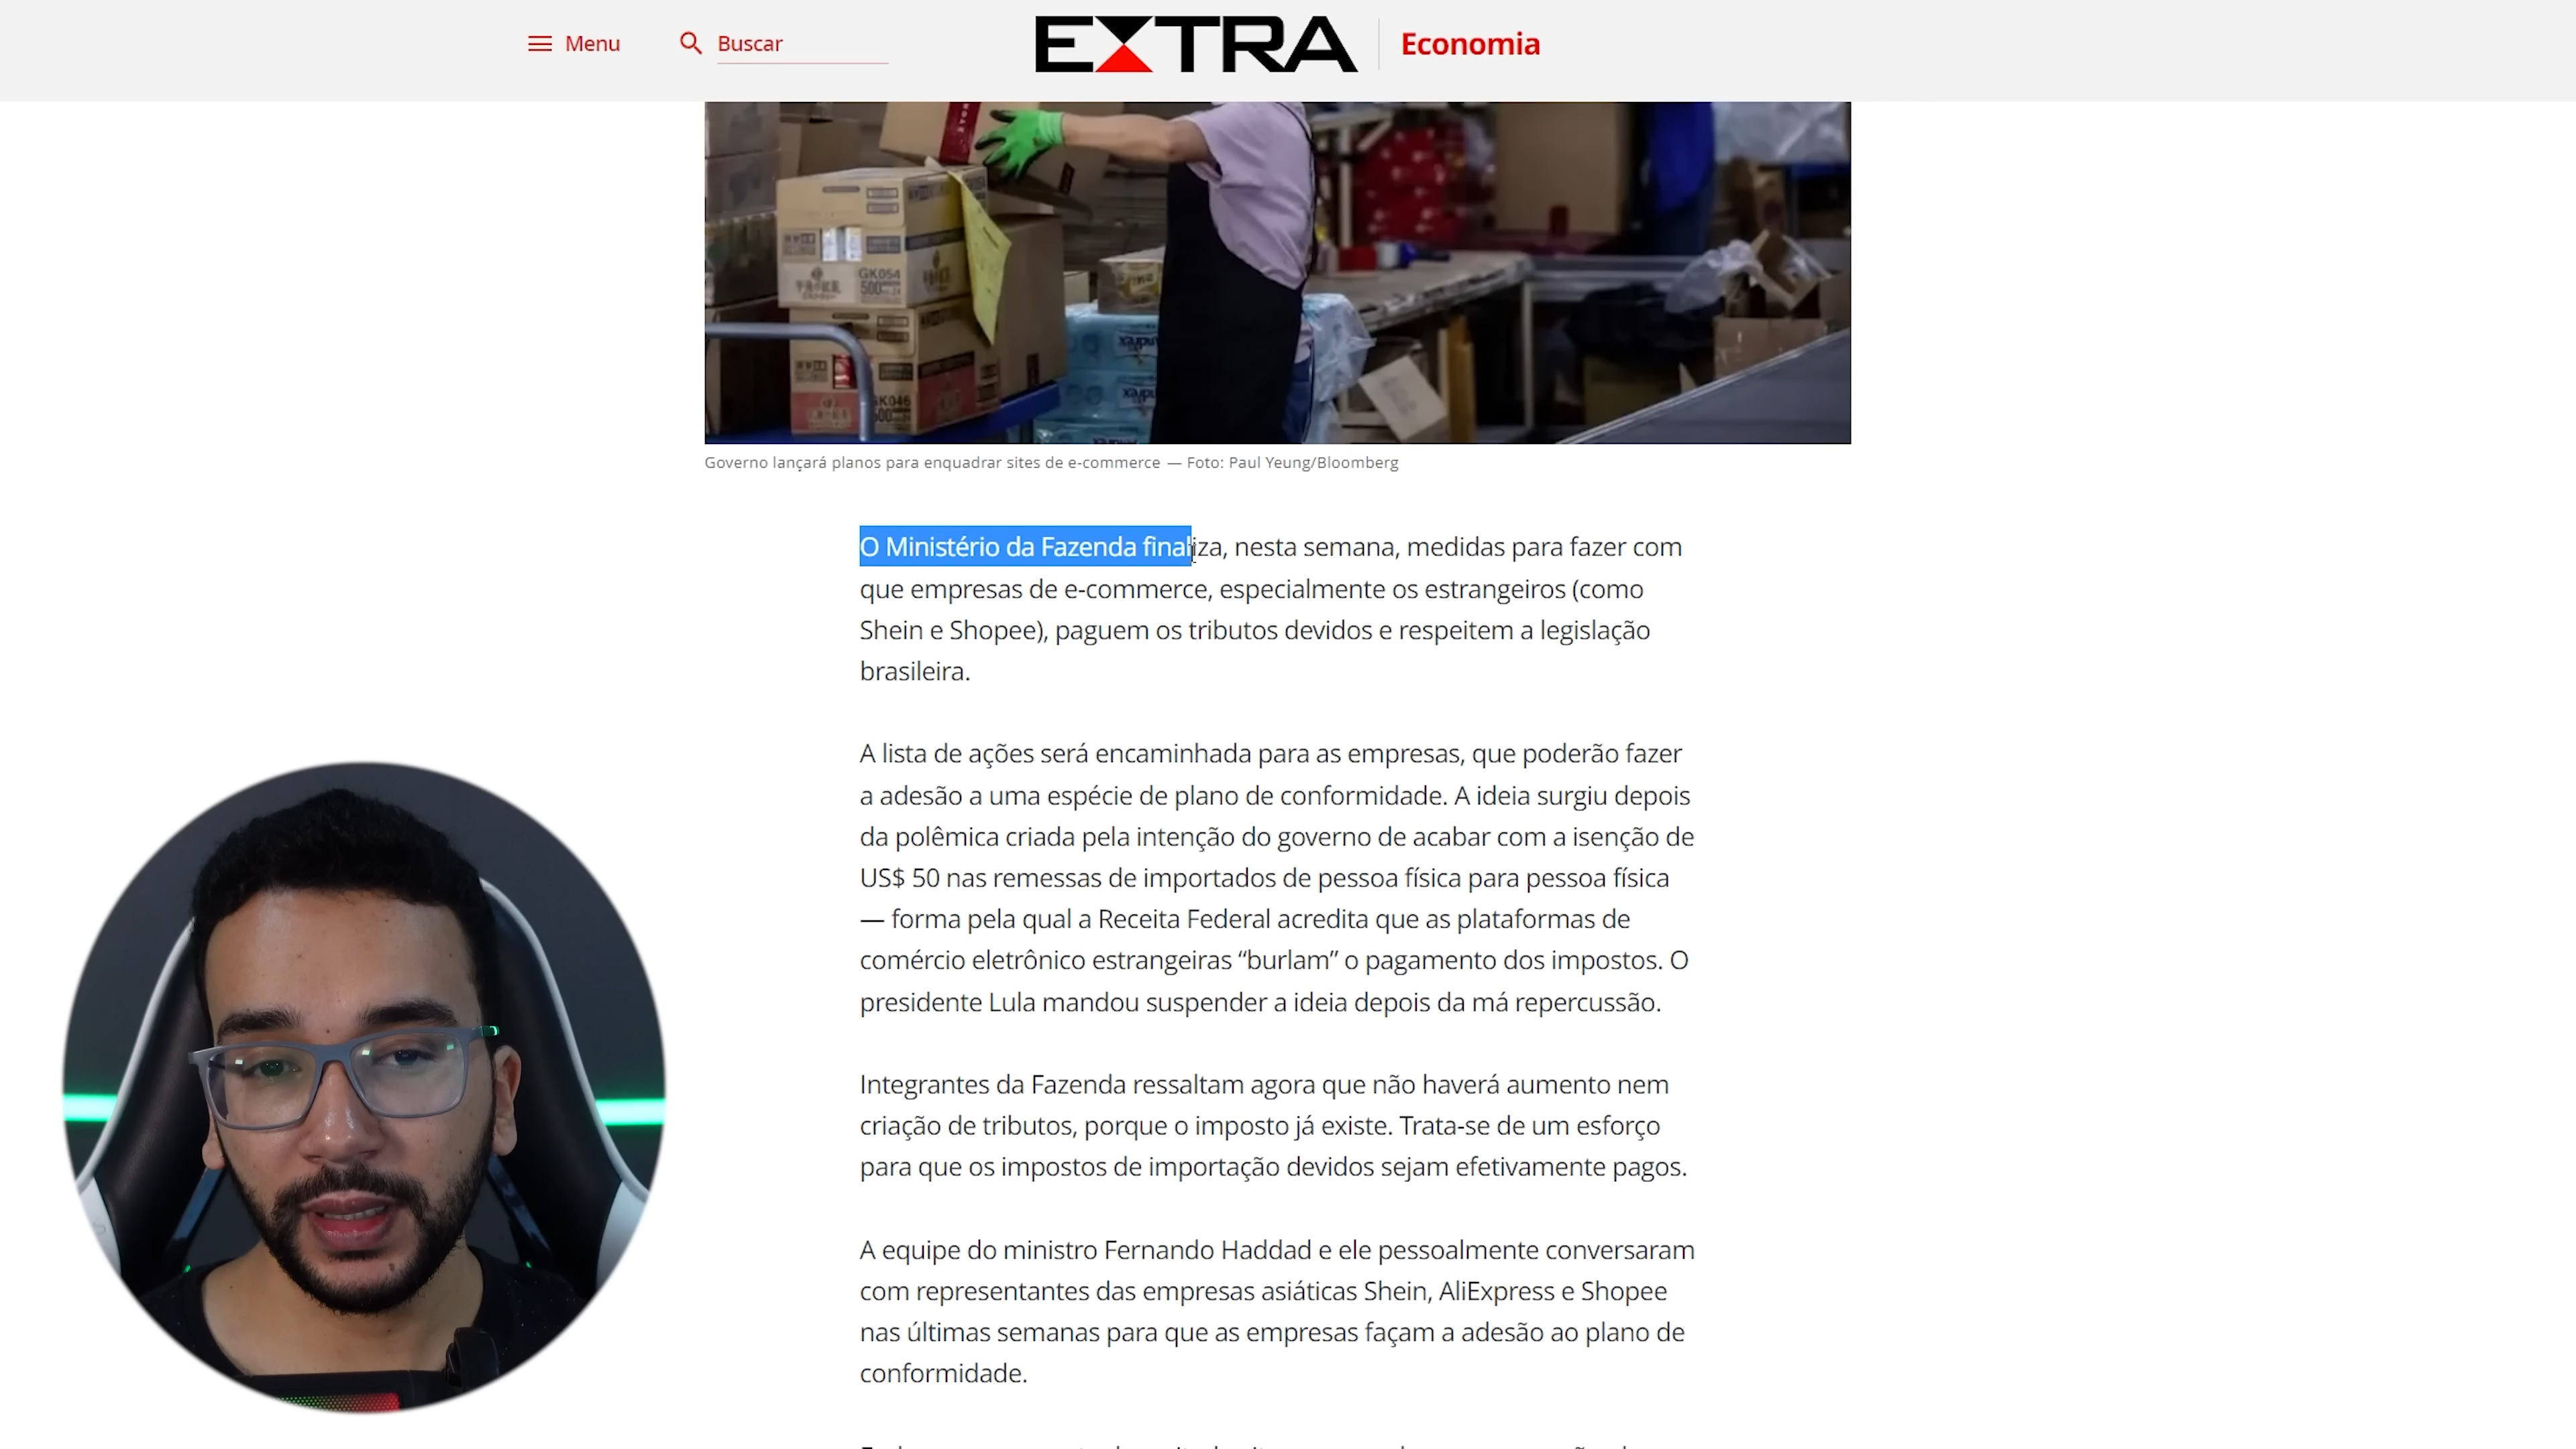 Menu
Buscar
EXTRA
Economia
GK054
500
GK046
Governo lançará planos para enquadrar sites de e-commerce — Foto: Paul Yeung/Bloomberg
O Ministério da Fazenda finaliza, nesta semana, medidas para fazer com
que empresas de e-commerce, especialmente os estrangeiros (como
Shein e Shopee), paguem os tributos devidos e respeitem a legislação
brasileira.
A lista de ações será encaminhada para as empresas, que poderão fazer
a adesão a uma espécie de plano de conformidade. A ideia surgiu depois
da polêmica criada pela intenção do governo de acabar com a isenção de
US$ 50 nas remessas de importados de pessoa física para pessoa física
— forma pela qual a Receita Federal acredita que as plataformas de
comércio eletrônico estrangeiras “burlam” o pagamento dos impostos. O
presidente Lula mandou suspender a ideia depois da má repercussão.
Integrantes da Fazenda ressaltam agora que não haverá aumento nem
criação de tributos, porque o imposto já existe. Trata-se de um esforço
para que os impostos de importação devidos sejam efetivamente pagos.
A equipe do ministro Fernando Haddad e ele pessoalmente conversaram
com representantes das empresas asiáticas Shein, AliExpress e Shopee
nas últimas semanas para que as empresas façam a adesão ao plano de
conformidade.